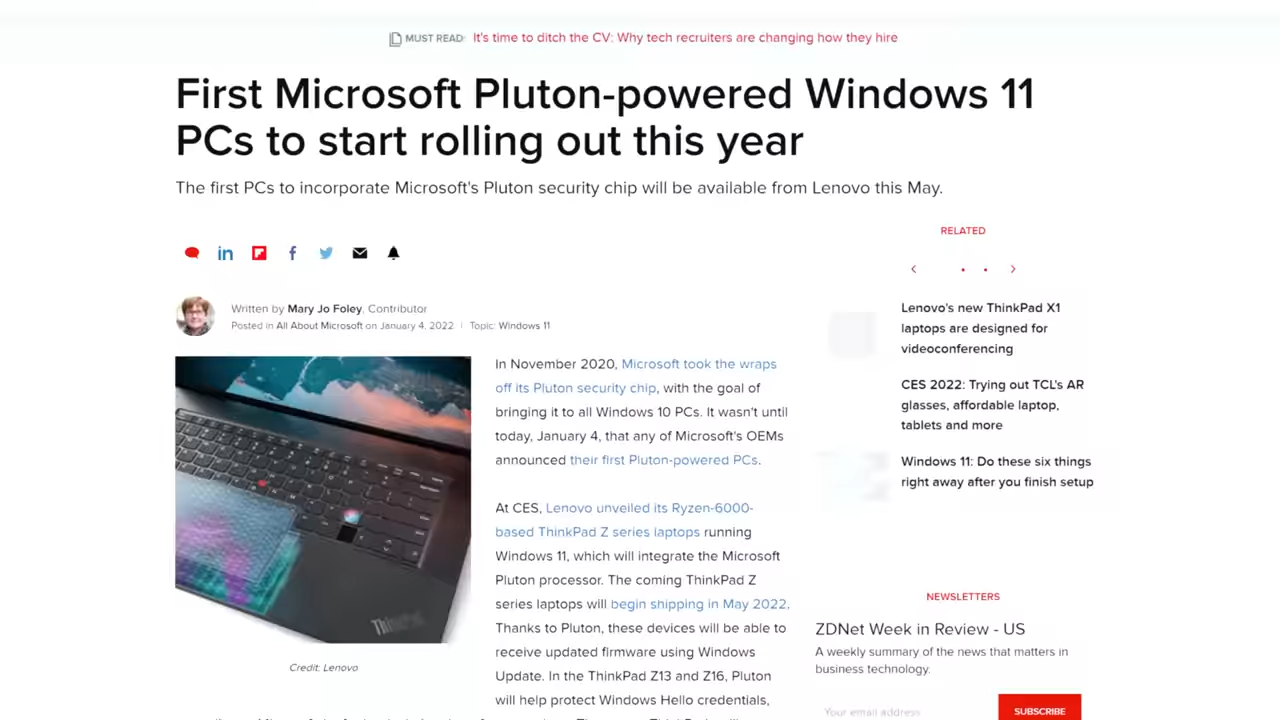 MUST READ: It's time to ditch the CV: Why tech recruiters are changing how they hire
First Microsoft Pluton-powered Windows 11
PCs to start rolling out this year
The first PCs to incorporate Microsoft's Pluton security chip will be available from Lenovo this May.
Written by Mary Jo Foley, Contributor
Posted in All About Microsoft on January 4, 2022 | Topic: Windows 11
ThinkPad
Credit: Lenovo
In November 2020, Microsoft took the wraps
off its Pluton security chip, with the goal of
bringing it to all Windows 10 PCs. It wasn't until
today, January 4, that any of Microsoft's OEMs
announced their first Pluton-powered PCs.
At CES, Lenovo unveiled its Ryzen-6000-
based ThinkPad Z series laptops running
Windows 11, which will integrate the Microsoft
Pluton processor. The coming ThinkPad Z
series laptops will begin shipping in May 2022.
Thanks to Pluton, these devices will be able to
receive updated firmware using Windows
Update. In the ThinkPad Z13 and Z16, Pluton
will help protect Windows Hello credentials,
RELATED
Lenovo's new ThinkPad X1
laptops are designed for
videoconferencing
CES 2022: Trying out TCL's AR
glasses, affordable laptop,
tablets and more
Windows 11: Do these six things
right away after you finish setup
NEWSLETTERS
ZDNet Week in Review - US
A weekly summary of the news that matters in
business technology.
Your email address
SUBSCRIBE